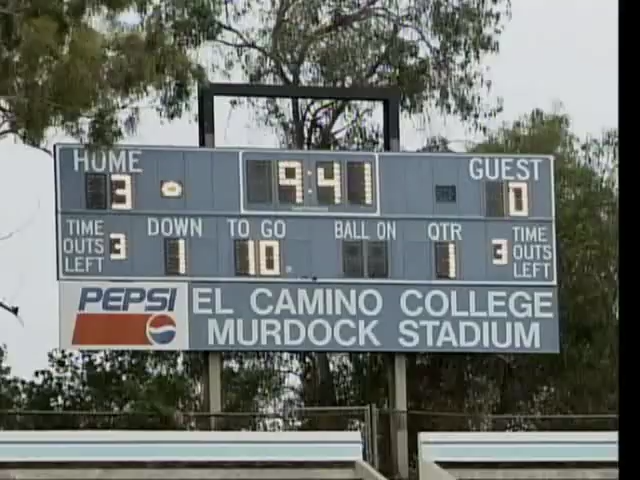 HOME 9:41 GUEST
3 0
TIME OUTS LEFT 3 DOWN 1 TO GO 10 BALL ON QTR 1 3 TIME OUTS LEFT
PEPSI
EL CAMINO COLLEGE
MURDOCK STADIUM